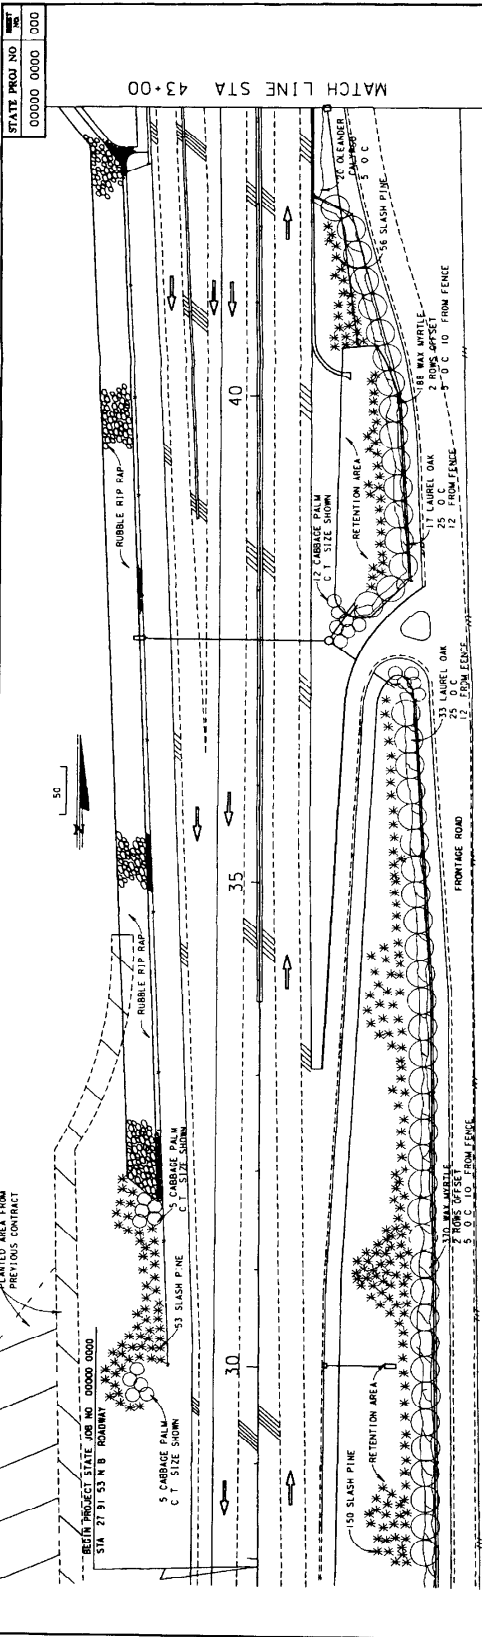 STATE PROJ NO
SHEET NO.
00000 0000
000
MATCH LINE STA 43+00
20 OLEANDER
CALYPSO
5 O C
56 SLASH PINE
188 WAX MYRTLE
2 ROWS OFFSET
5 O C 10 FROM FENCE
40
RUBBLE RIP RAP
RETENTION AREA
17 LAUREL OAK
25 O C
12 FROM FENCE
12 CABBAGE PALM
C T SIZE SHOWN
33 LAUREL OAK
25 O C
12 FROM FENCE
50
N
35
FRONTAGE ROAD
RUBBLE RIP RAP
5 CABBAGE PALM
C T SIZE SHOWN
370 WAX MYRTLE
2 ROWS OFFSET
5 O C 10 FROM FENCE
PLANTED AREA FROM
PREVIOUS CONTRACT
53 SLASH PINE
30
BEGIN PROJECT STATE JOB NO 00000 0000
STA 27 91 53 N B ROADWAY
5 CABBAGE PALM
C T SIZE SHOWN
RETENTION AREA
150 SLASH PINE